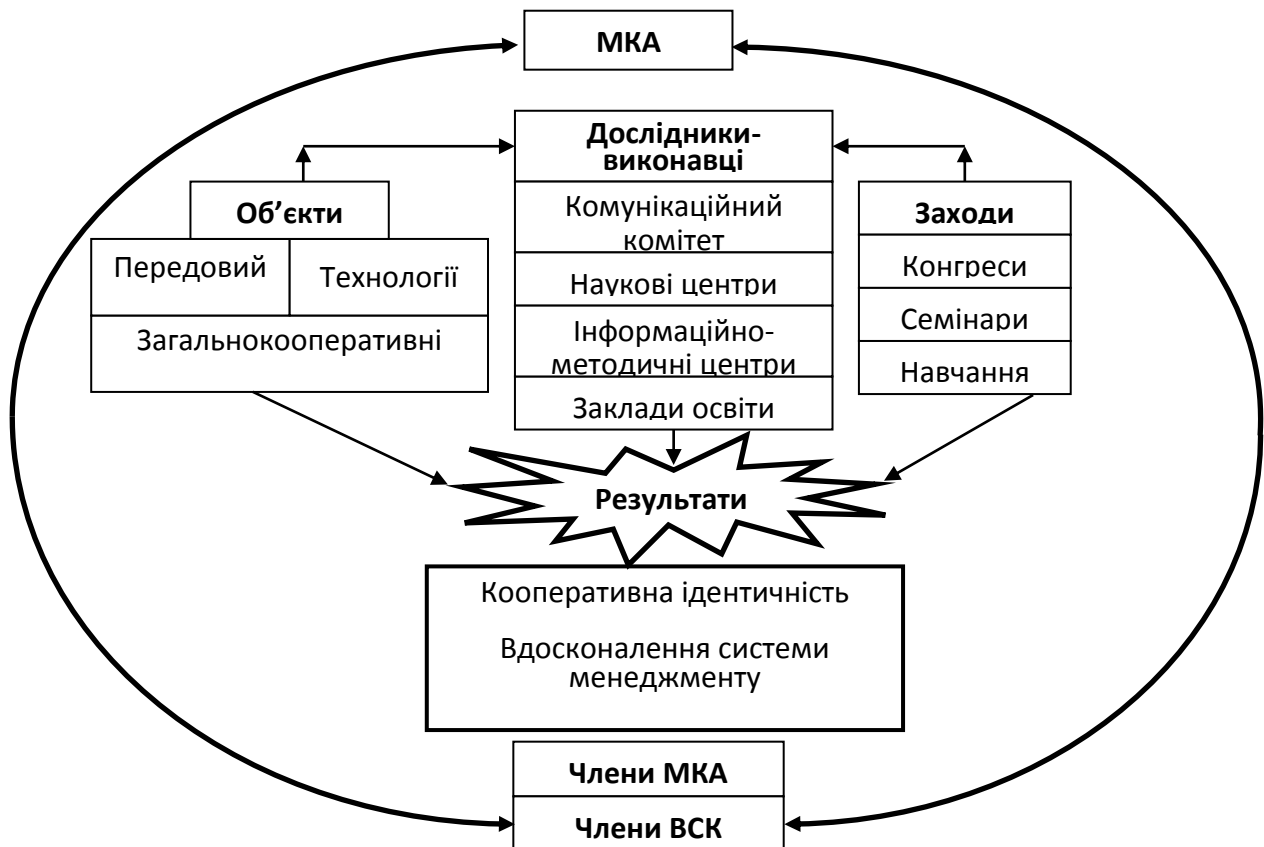 МКА
Дослідники-
виконавці
Комунікаційний
комітет
Наукові центри
Інформаційно-
методичні центри
Заклади освіти
Об’єкти
Передовий
Технології
Загальнокооперативні
Заходи
Конгреси
Семінари
Навчання
Результати
Кооперативна ідентичність
Вдосконалення системи
менеджменту
Члени МКА
Члени ВСК